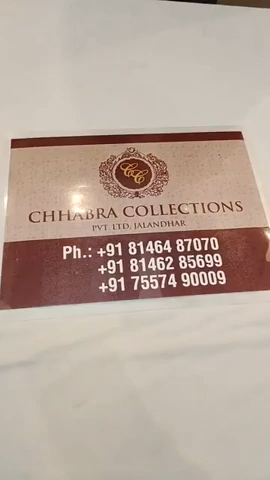 CC
CHHABRA COLLECTIONS
PVT. LTD. JALANDHAR
Ph.: +91 81464 87070
+91 81462 85699
+91 75574 90009